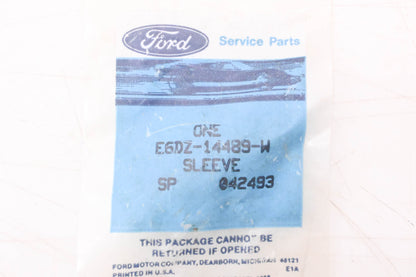 Ford
Service Parts
ONE
E6DZ-14489-W
SLEEVE
SP 042493
THIS PACKAGE CANNOT BE
RETURNED IF OPENED
FORD MOTOR COMPANY, DEARBORN, MICHIGAN 48121
PRINTED IN U.S.A. E1A